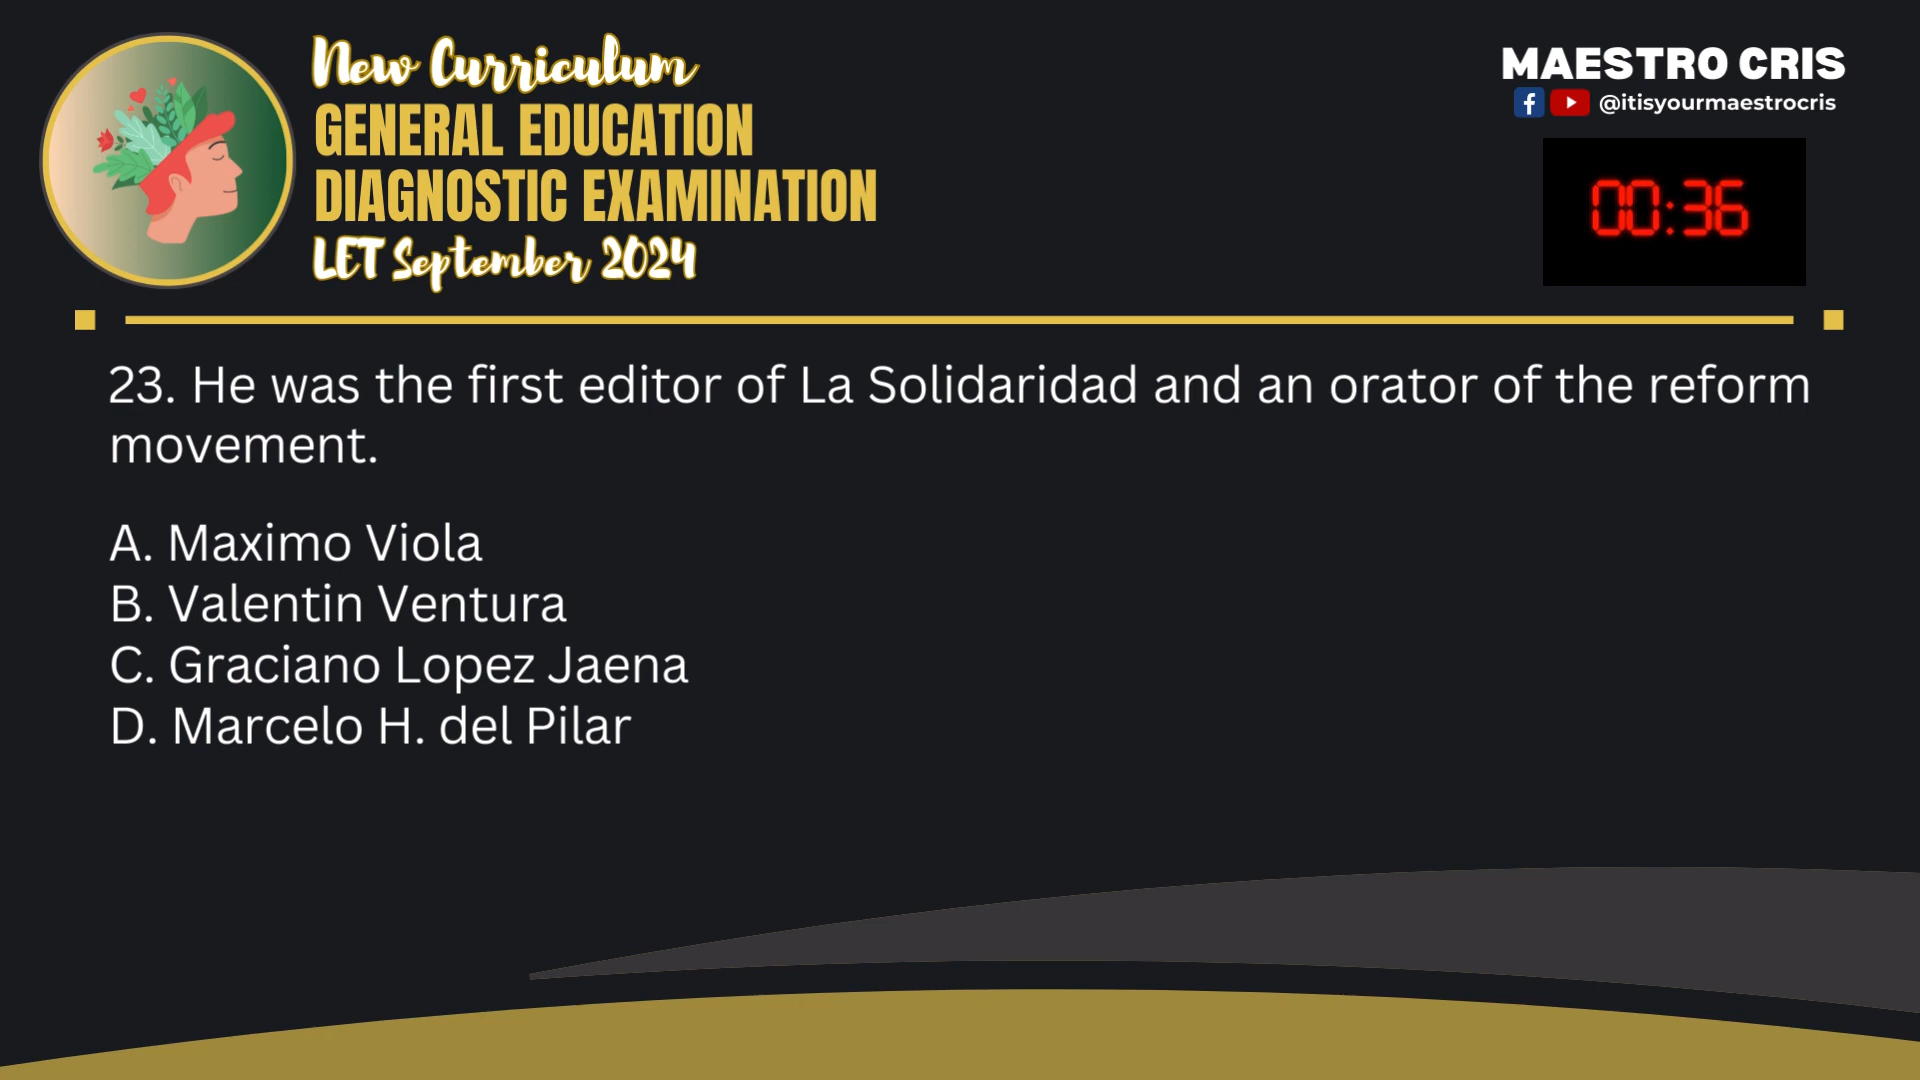 New Curriculum
GENERAL EDUCATION
DIAGNOSTIC EXAMINATION
LET September 2024
MAESTRO CRIS
@itisyourmaestrocris
00:36
23. He was the first editor of La Solidaridad and an orator of the reform
movement.
A. Maximo Viola
B. Valentin Ventura
C. Graciano Lopez Jaena
D. Marcelo H. del Pilar